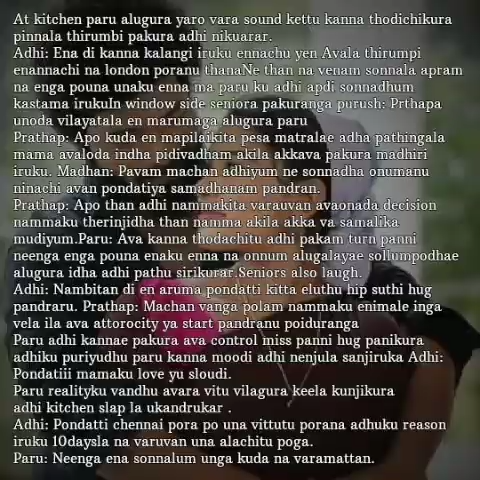 At kitchen paru alugura yaro vara sound kettu kanna thodichikura
pinnala thirumbi pakura adhi nikuarar.
Adhi: Ena di kanna kalangi iruku ennachu yen Avala thirumpi
enannachi na london poranu thanaNe than na venam sonnala apram
na enga pouna unaku enna ma paru ku adhi apdi sonnadhum
kastama irukuIn window side seniora pakuranga purush: Prthapa
unoda vilayatala en marumaga alugura paru
Prathap: Apo kuda en mapilaikita pesa matralae adha pathingala
mama avaloda indha pidivadham akila akkava pakura madhiri
iruku. Madhan: Pavam machan adhiyum ne sonnadha onumanu
ninachi avan pondatiya samadhanam pandran.
Prathap: Apo than adhi nammakita varauvan avaonada decision
nammaku therinjidha than namma akila akka va samalika
mudiyum.Paru: Ava kanna thodachitu adhi pakam turn panni
neenga enga pouna enaku enna na onnum alugalayae sollumpodhae
alugura idha adhi pathu sirikurar.Seniors also laugh.
Adhi: Nambitan di en aruma pondatti kitta eluthu hip suthi hug
pandraru. Prathap: Machan vanga polam nammaku enimale inga
vela ila ava attorocity ya start pandranu poiduranga
Paru adhi kannae pakura ava control miss panni hug panikura
adhiku puriyudhu paru kanna moodi adhi nenjula sanjiruka Adhi:
Pondatiii mamaku love yu sloudi.
Paru realityku vandhu avara vitu vilagura keela kunjikura
adhi kitchen slap la ukandrukar .
Adhi: Pondatti chennai pora po una vittutu porana adhuku reason
iruku 10daysla na varuvan una alachitu poga.
Paru: Neenga ena sonnalum unga kuda na varamattan.